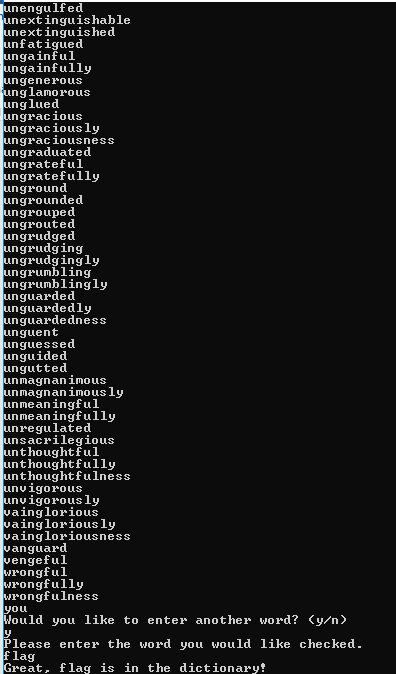 unengulfed
unextinguishable
unextinguished
unfatigued
ungainful
ungainfully
ungenerous
unglamorous
unglued
ungracious
ungraciously
ungraciousness
ungraduated
ungrateful
ungratefully
unground
ungrounded
ungrouped
ungrouted
ungrudged
ungrudging
ungrudgingly
ungrumbling
ungrumblingly
unguarded
unguardedly
unguardedness
unguent
unguessed
unguided
ungutted
unmagnanimous
unmagnanimously
unmeaningful
unmeaningfully
unregulated
unsacrilegious
unthoughtful
unthoughtfully
unthoughtfulness
unvigorous
unvigorously
vainglorious
vaingloriously
vaingloriousness
vanguard
vengeful
wrongful
wrongfully
wrongfulness
you
Would you like to enter another word? (y/n)
y
Please enter the word you would like checked.
flag
Great, flag is in the dictionary!